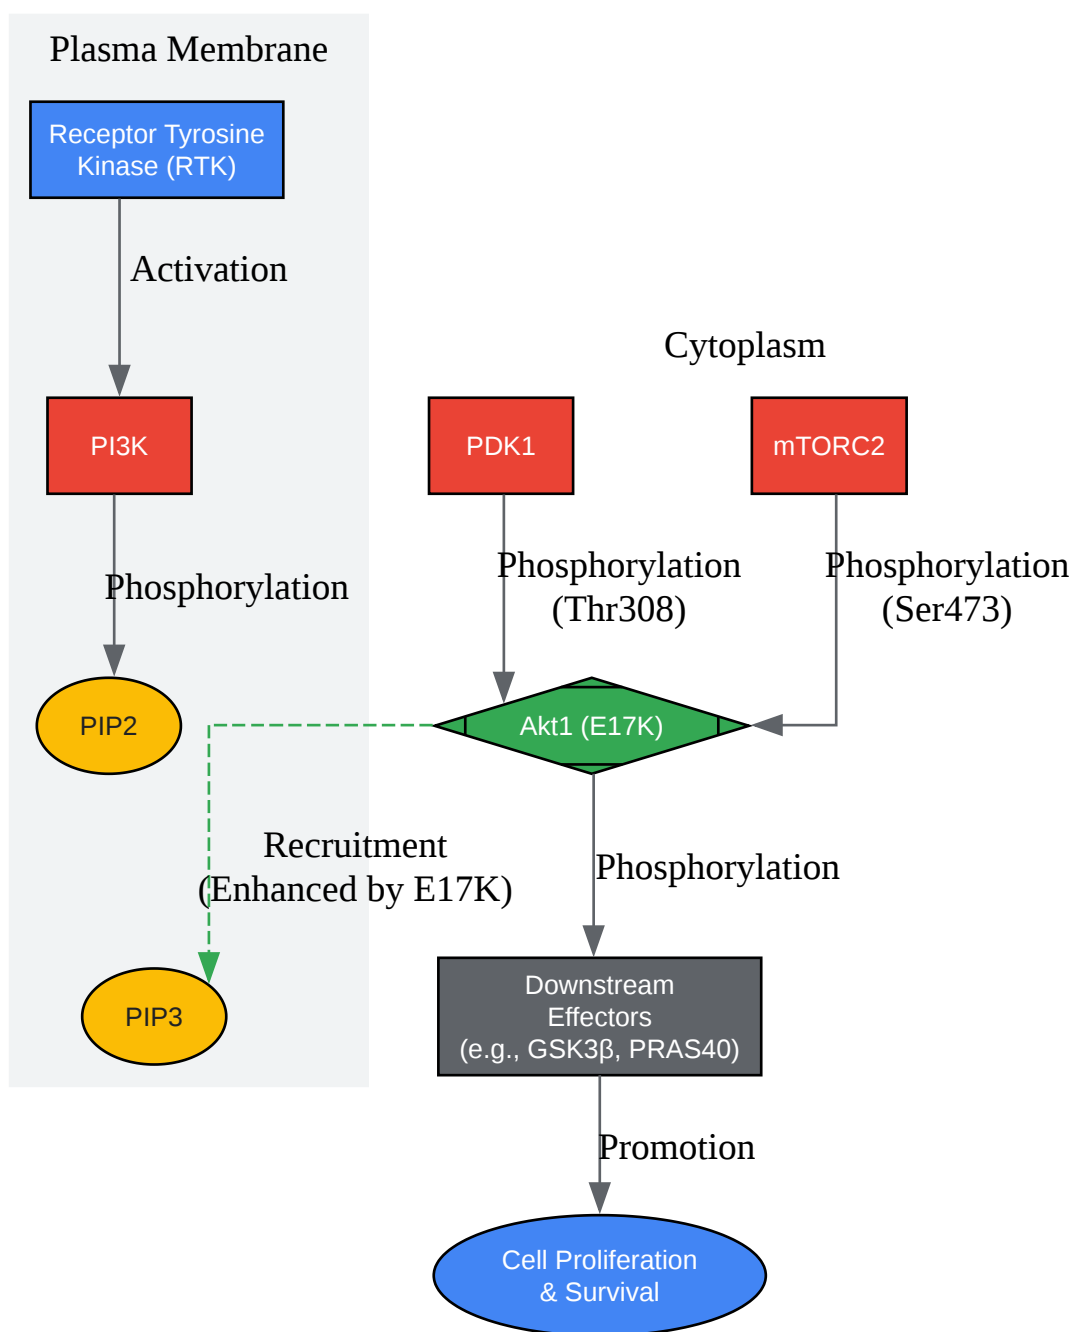 Plasma Membrane
Receptor Tyrosine
Kinase (RTK)
Activation
Cytoplasm
PI3K
PDK1
mTORC2
Phosphorylation
Phosphorylation
(Thr308)
Phosphorylation
(Ser473)
PIP2
Akt1 (E17K)
Recruitment
(Enhanced by E17K)
Phosphorylation
PIP3
Downstream
Effectors
(e.g., GSK3β, PRAS40)
Promotion
Cell Proliferation
& Survival